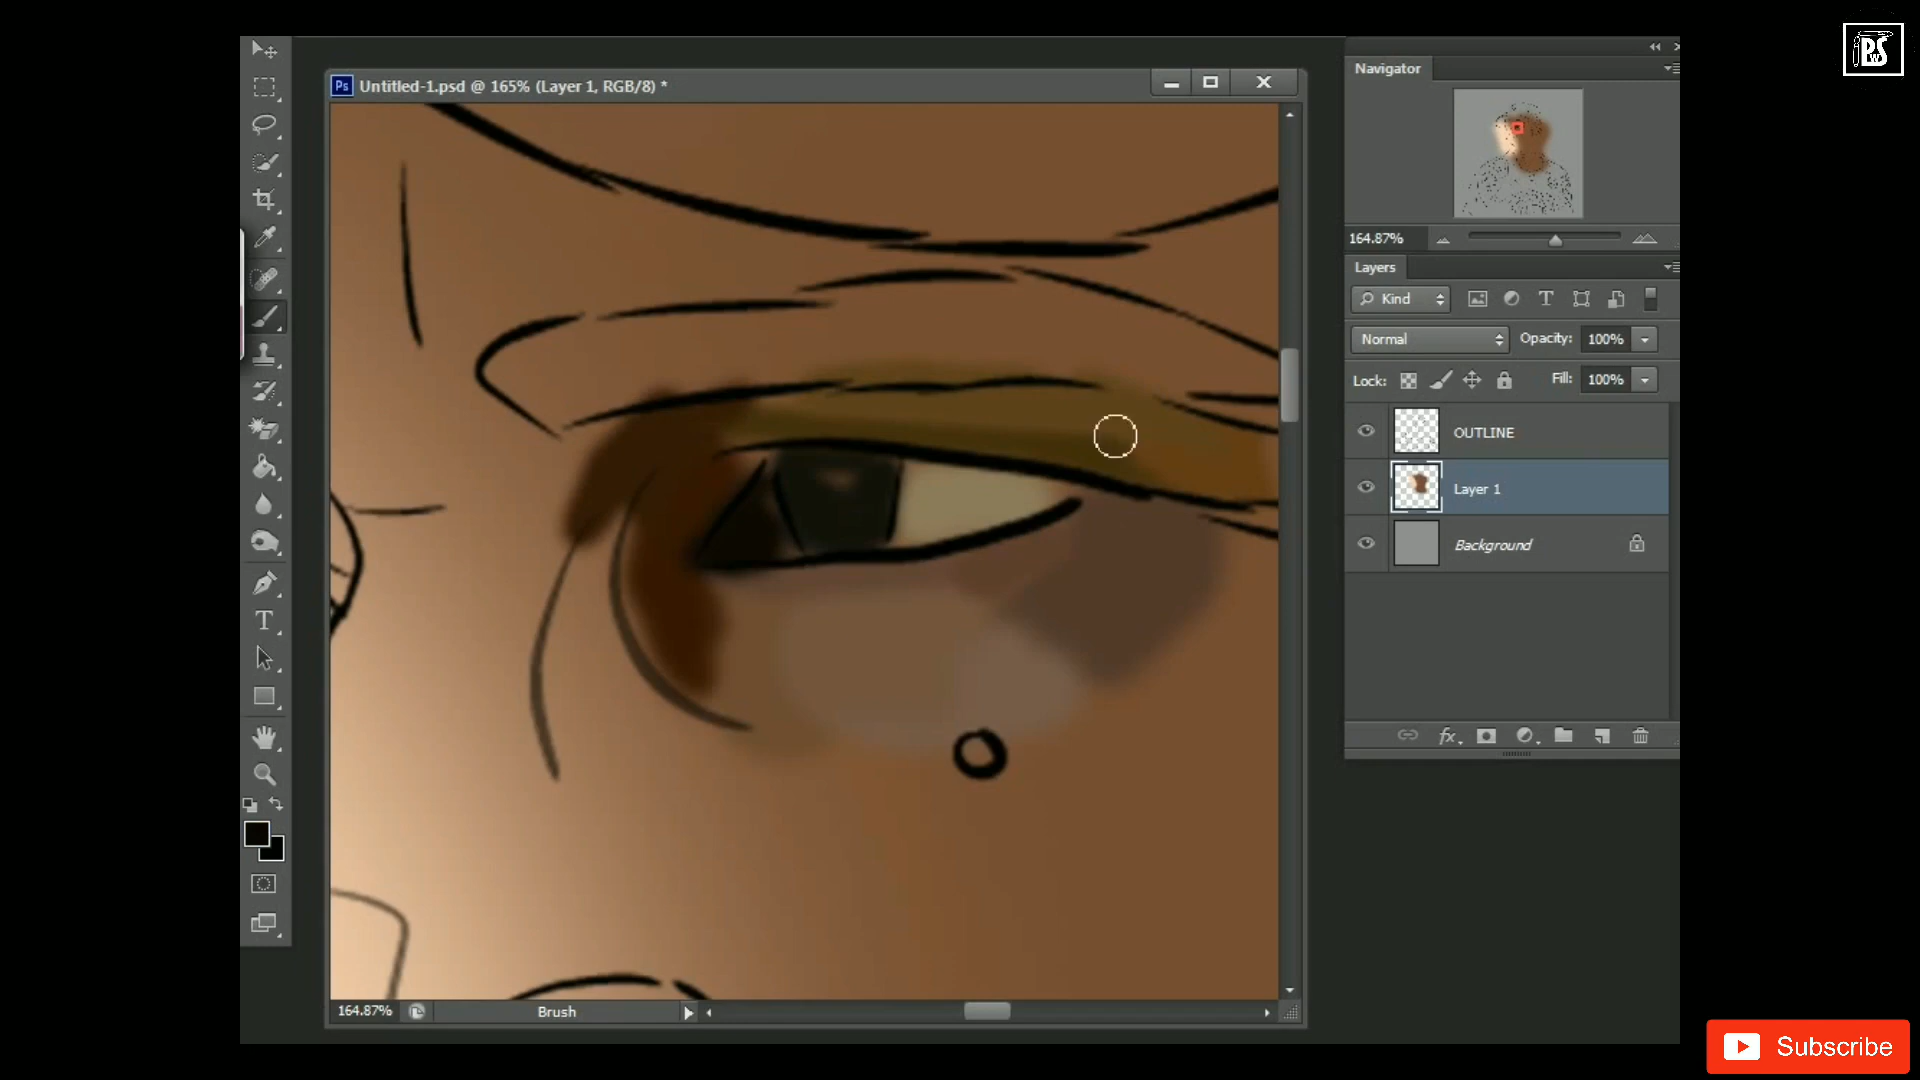 Untitled-1.psd @ 165% (Layer 1, RGB/8) *
Navigator
164.87%
Layers
Kind
Normal
Opacity: 100%
Lock:
Fill: 100%
OUTLINE
Layer 1
Background
fx
164.87%
Brush
Subscribe